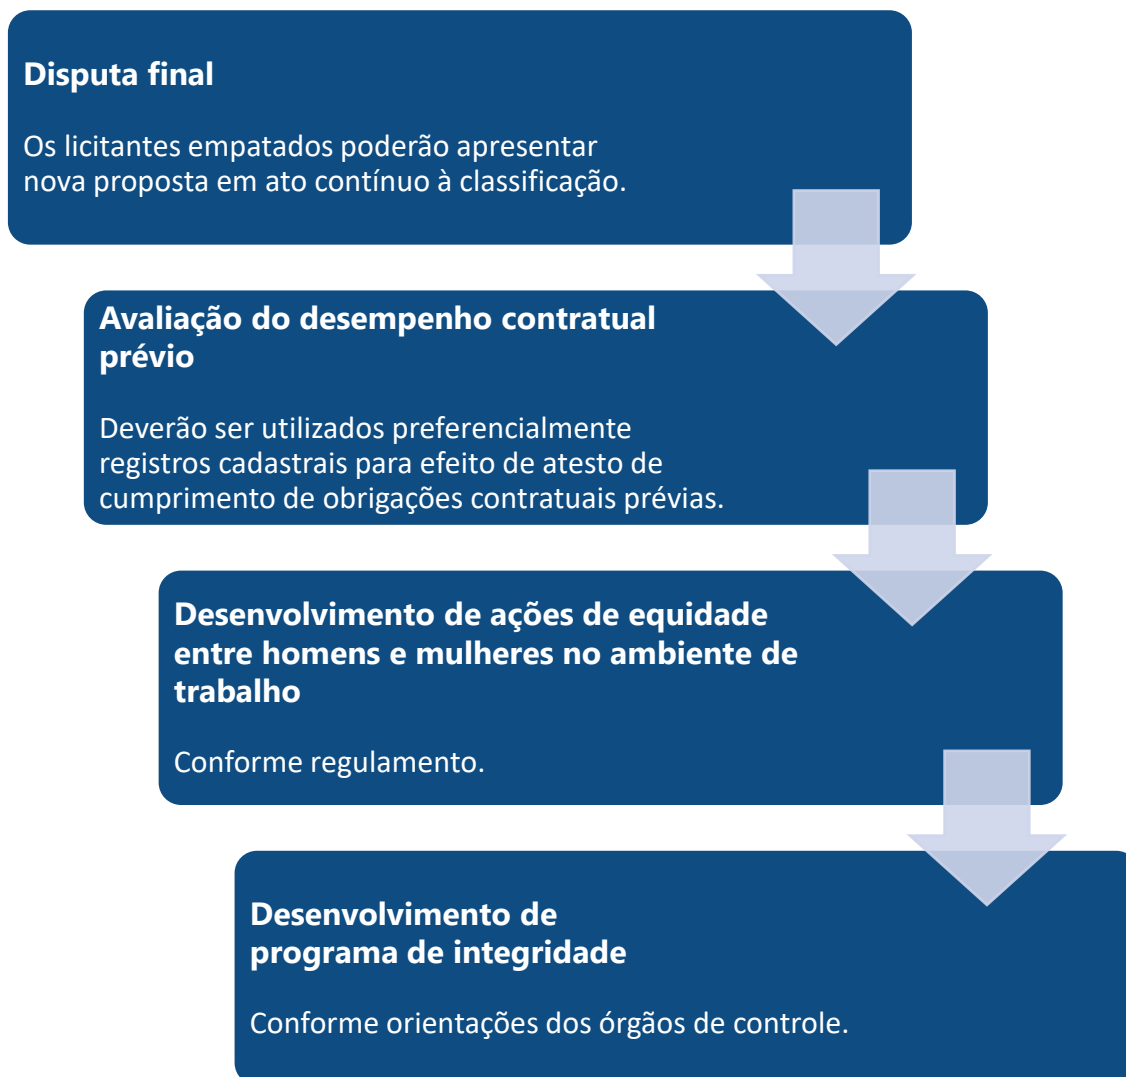 Disputa final
Os licitantes empatados poderão apresentar
nova proposta em ato contínuo à classificação.
Avaliação do desempenho contratual
prévio
Deverão ser utilizados preferencialmente
registros cadastrais para efeito de atesto de
cumprimento de obrigações contratuais prévias.
Desenvolvimento de ações de equidade
entre homens e mulheres no ambiente de
trabalho
Conforme regulamento.
Desenvolvimento de
programa de integridade
Conforme orientações dos órgãos de controle.